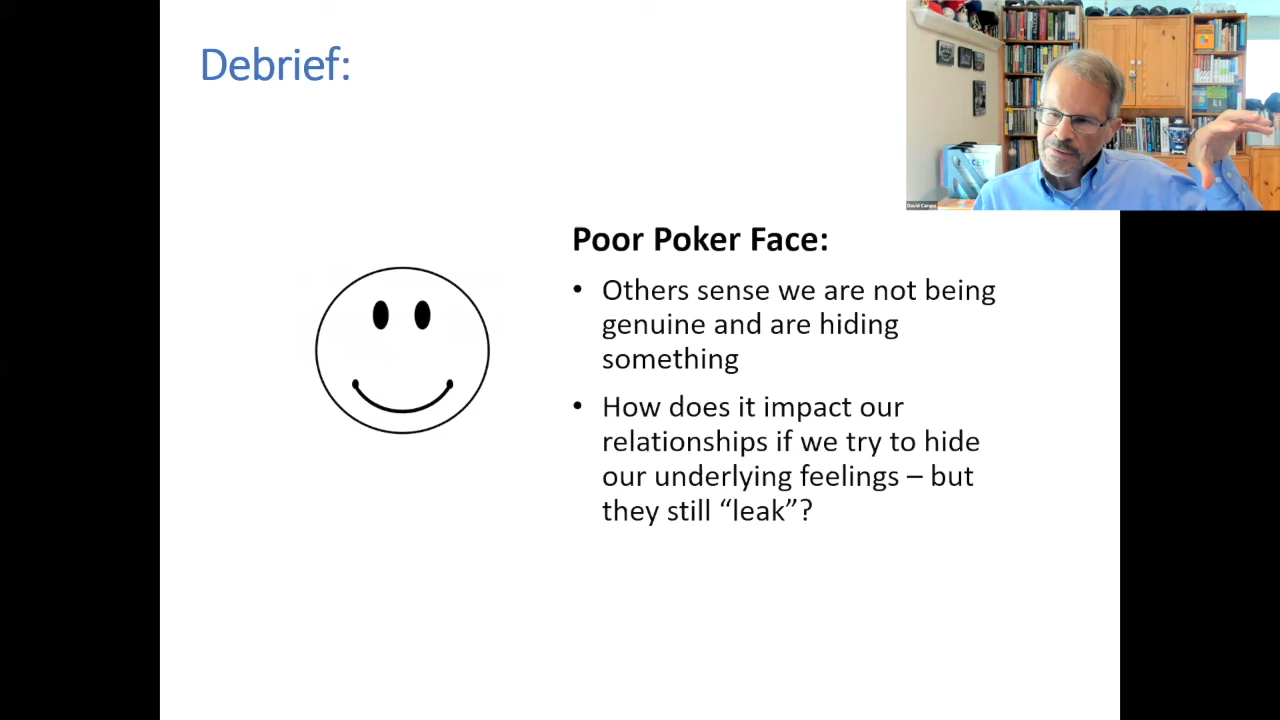 Debrief:
Poor Poker Face:
• Others sense we are not being
genuine and are hiding
something
• How does it impact our
relationships if we try to hide
our underlying feelings – but
they still “leak”?